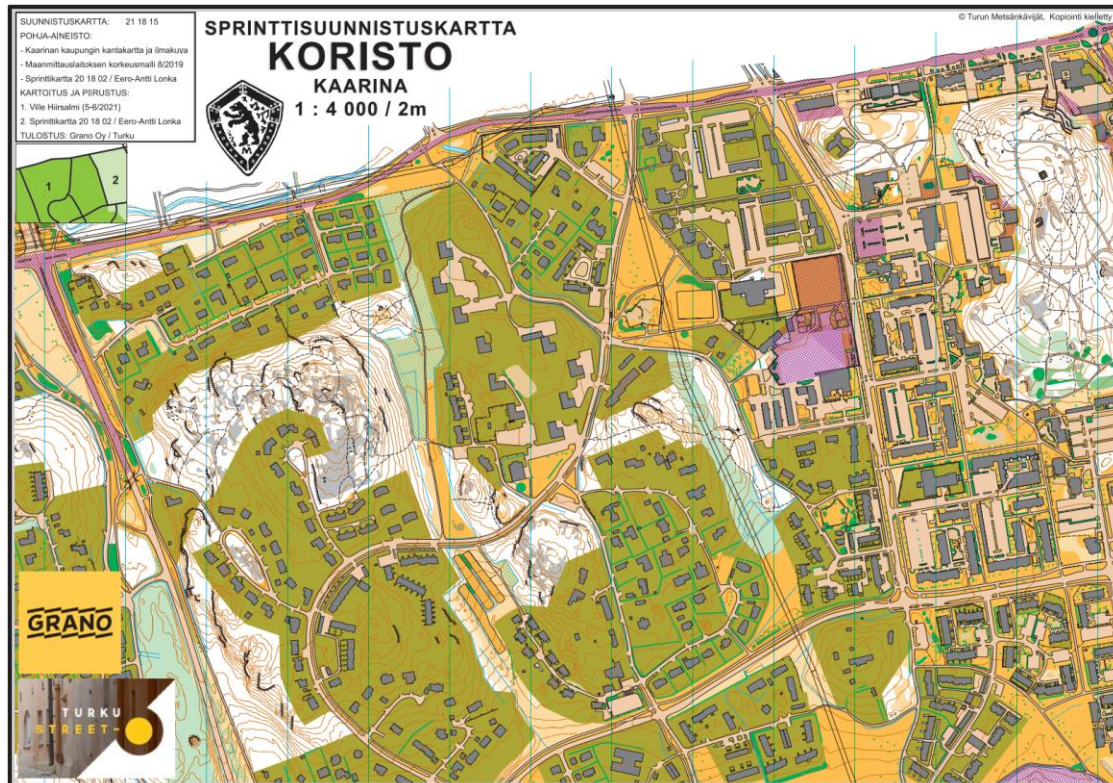 SUUNNISTUSKARTTA: 21 18 15
POHJA-AINEISTO:
- Kaarinan kaupungin kantakartta ja ilmakuva
- Maanmittauslaitoksen korkeusmalli 8/2019
- Sprinttikartta 20 18 02 / Eero-Antti Lonka
KARTOITUS JA PIIRUSTUS:
1. Ville Hiirsalmi (5-6/2021)
2. Sprinttikartta 20 18 02 / Eero-Antti Lonka
TULOSTUS: Grano Oy / Turku
1
2
SPRINTTISUUNNISTUSKARTTA
KORISTO
KAARINA
1 : 4 000 / 2m
M
© Turun Metsänkävijät, Kopiointi kielletty
GRANO
TURKU
STREET-6